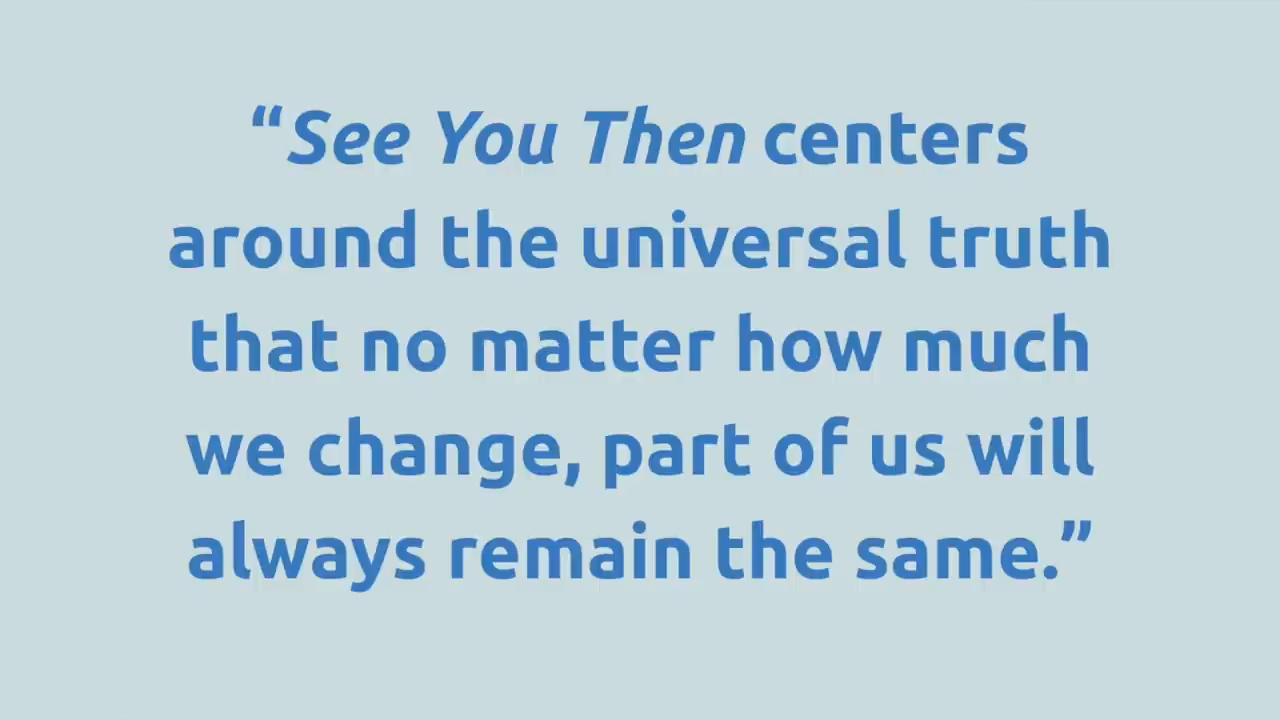 “See You Then centers
around the universal truth
that no matter how much
we change, part of us will
always remain the same.”